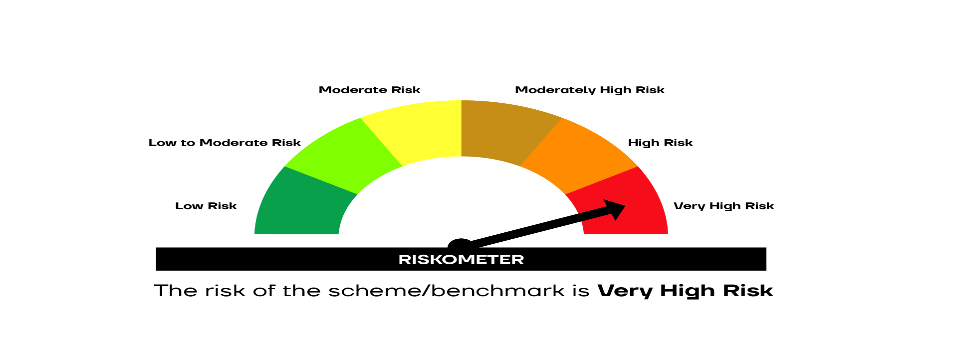 Moderate Risk
Moderately High Risk
Low to Moderate Risk
High Risk
Low Risk
Very High Risk
RISKOMETER
The risk of the scheme/benchmark is Very High Risk